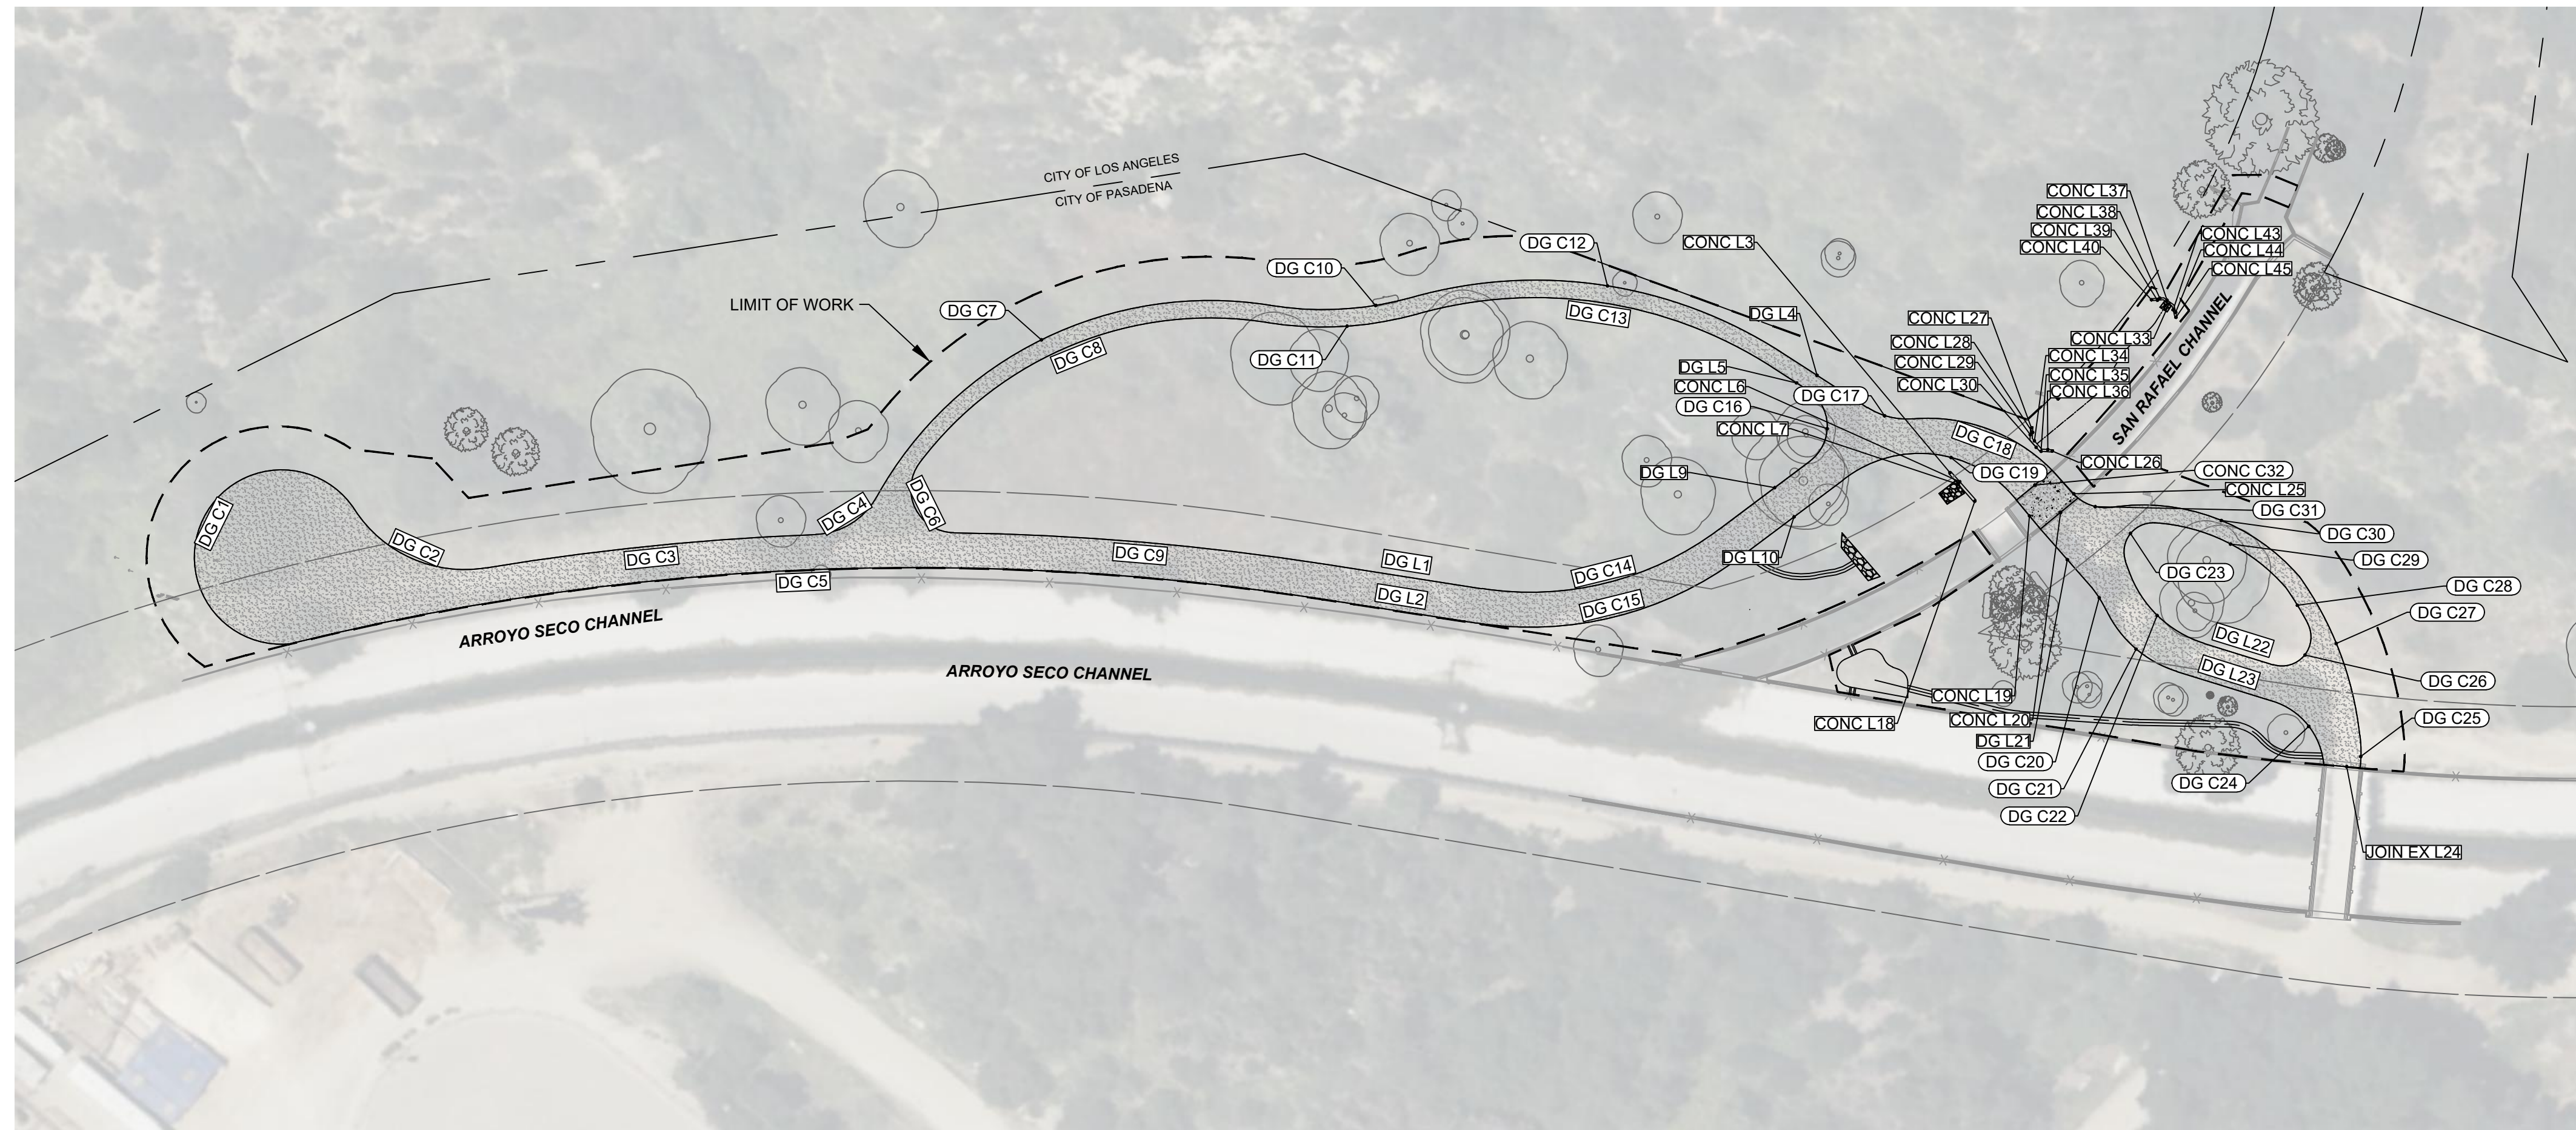 CITY OF LOS ANGELES
CITY OF PASADENA
LIMIT OF WORK
DG C7
DG C8
DG C10
DG C11
DG C12
DG C13
CONC L3
DG L4
DG L5
CONC L6
DG C16
CONC L7
DG C17
DG L9
DG L10
CONC L37
CONC L38
CONC L39
CONC L40
CONC L43
CONC L44
CONC L45
CONC L27
CONC L28
CONC L29
CONC L30
CONC L33
CONC L34
CONC L35
CONC L36
SAN RAFAEL CHANNEL
DG C18
DG C19
CONC L26
CONC C32
CONC L25
DG C31
DG C30
DG C29
DG C28
DG C27
DG C26
DG C25
DG C23
DG L22
DG L23
DG C24
JOIN EX L24
CONC L19
CONC L18
CONC L20
DG L21
DG C20
DG C21
DG C22
DG C1
DG C2
DG C3
DG C4
DG C5
DG C6
DG C9
DG L1
DG L2
DG C14
DG C15
ARROYO SECO CHANNEL
ARROYO SECO CHANNEL